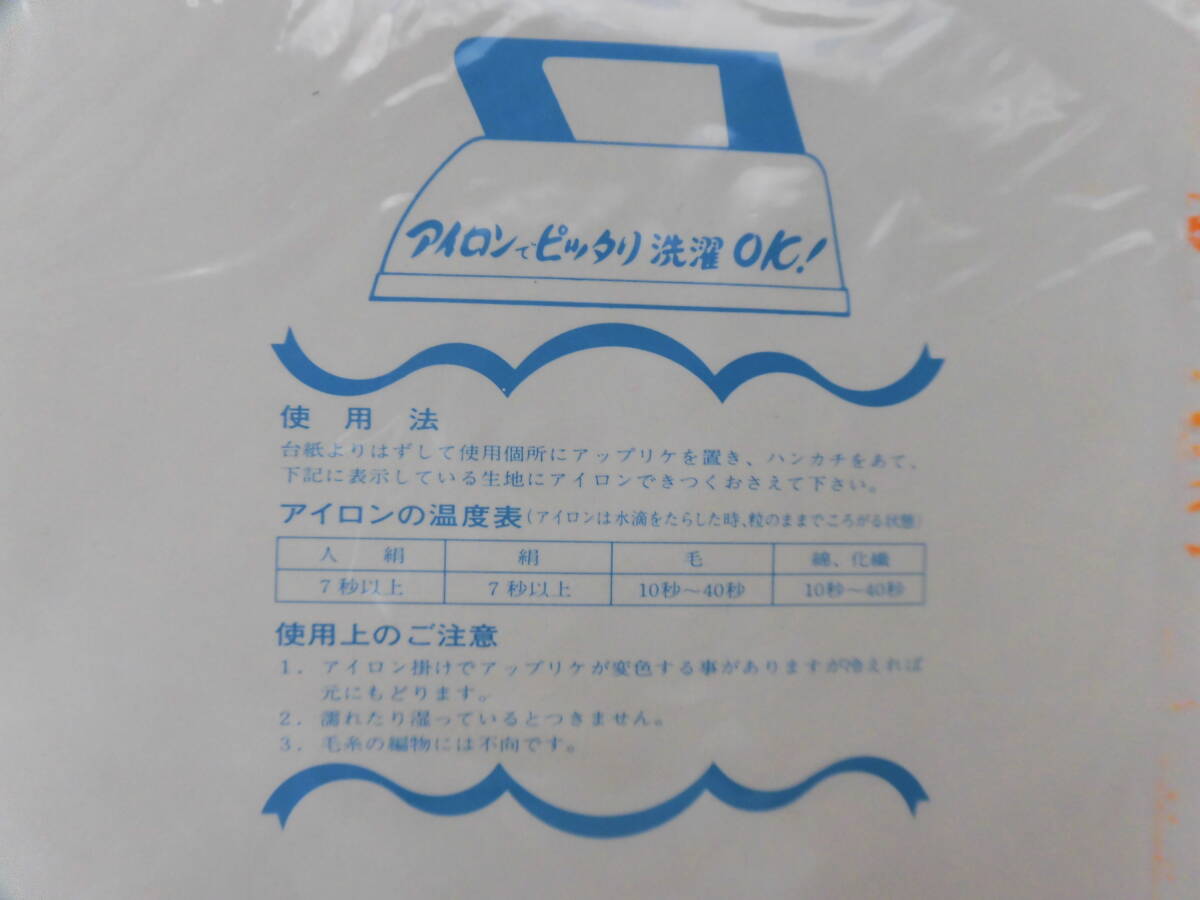 アイロンでピッタリ洗濯OK!
使用法
台紙よりはずして使用個所にアップリケを置き、ハンカチをあて、
下記に表示している生地にアイロンできつくおさえて下さい。
アイロンの温度表(アイロンは水滴をたらした時、粒のままでころがる状態)
人絹 絹 毛 綿、化繊
7秒以上 7秒以上 10秒～40秒 10秒～40秒
使用上のご注意
1. アイロン掛けでアップリケが変色する事がありますが冷えれば
元にもどります。
2. 濡れたり湿っているとつきません。
3. 毛糸の編物には不向です。